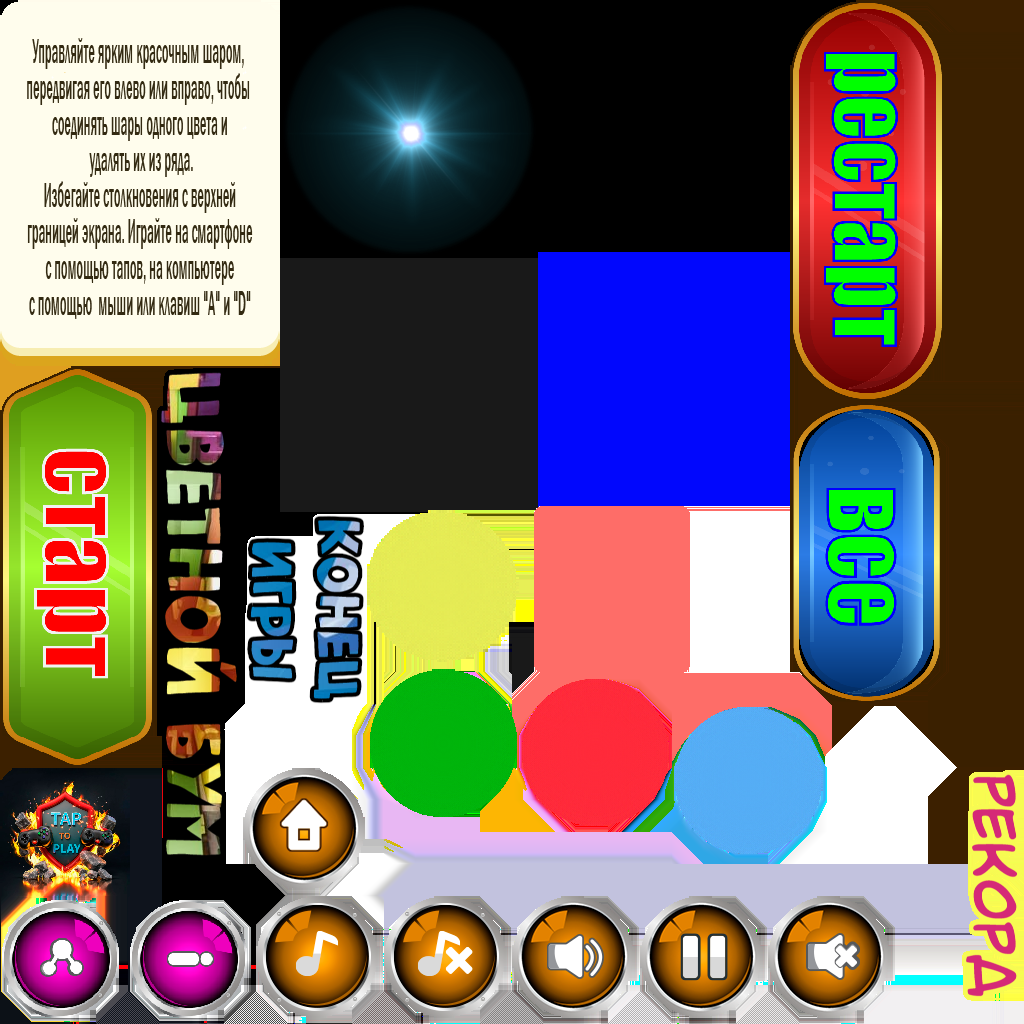 Управляйте ярким красочным шаром,
передвигая его влево или вправо, чтобы
соединять шары одного цвета и
удалять их из ряда.
Избегайте столкновения с верхней
границей экрана. Играйте на смартфоне
с помощью тапов, на компьютере
с помощью мыши или клавиш "A" и "D"
рестарт
старт
ЦВЕТНОЙ БУМ
все
КОНЕЦ
ИГРЫ
TAP
TO
PLAY
РЕКОРД